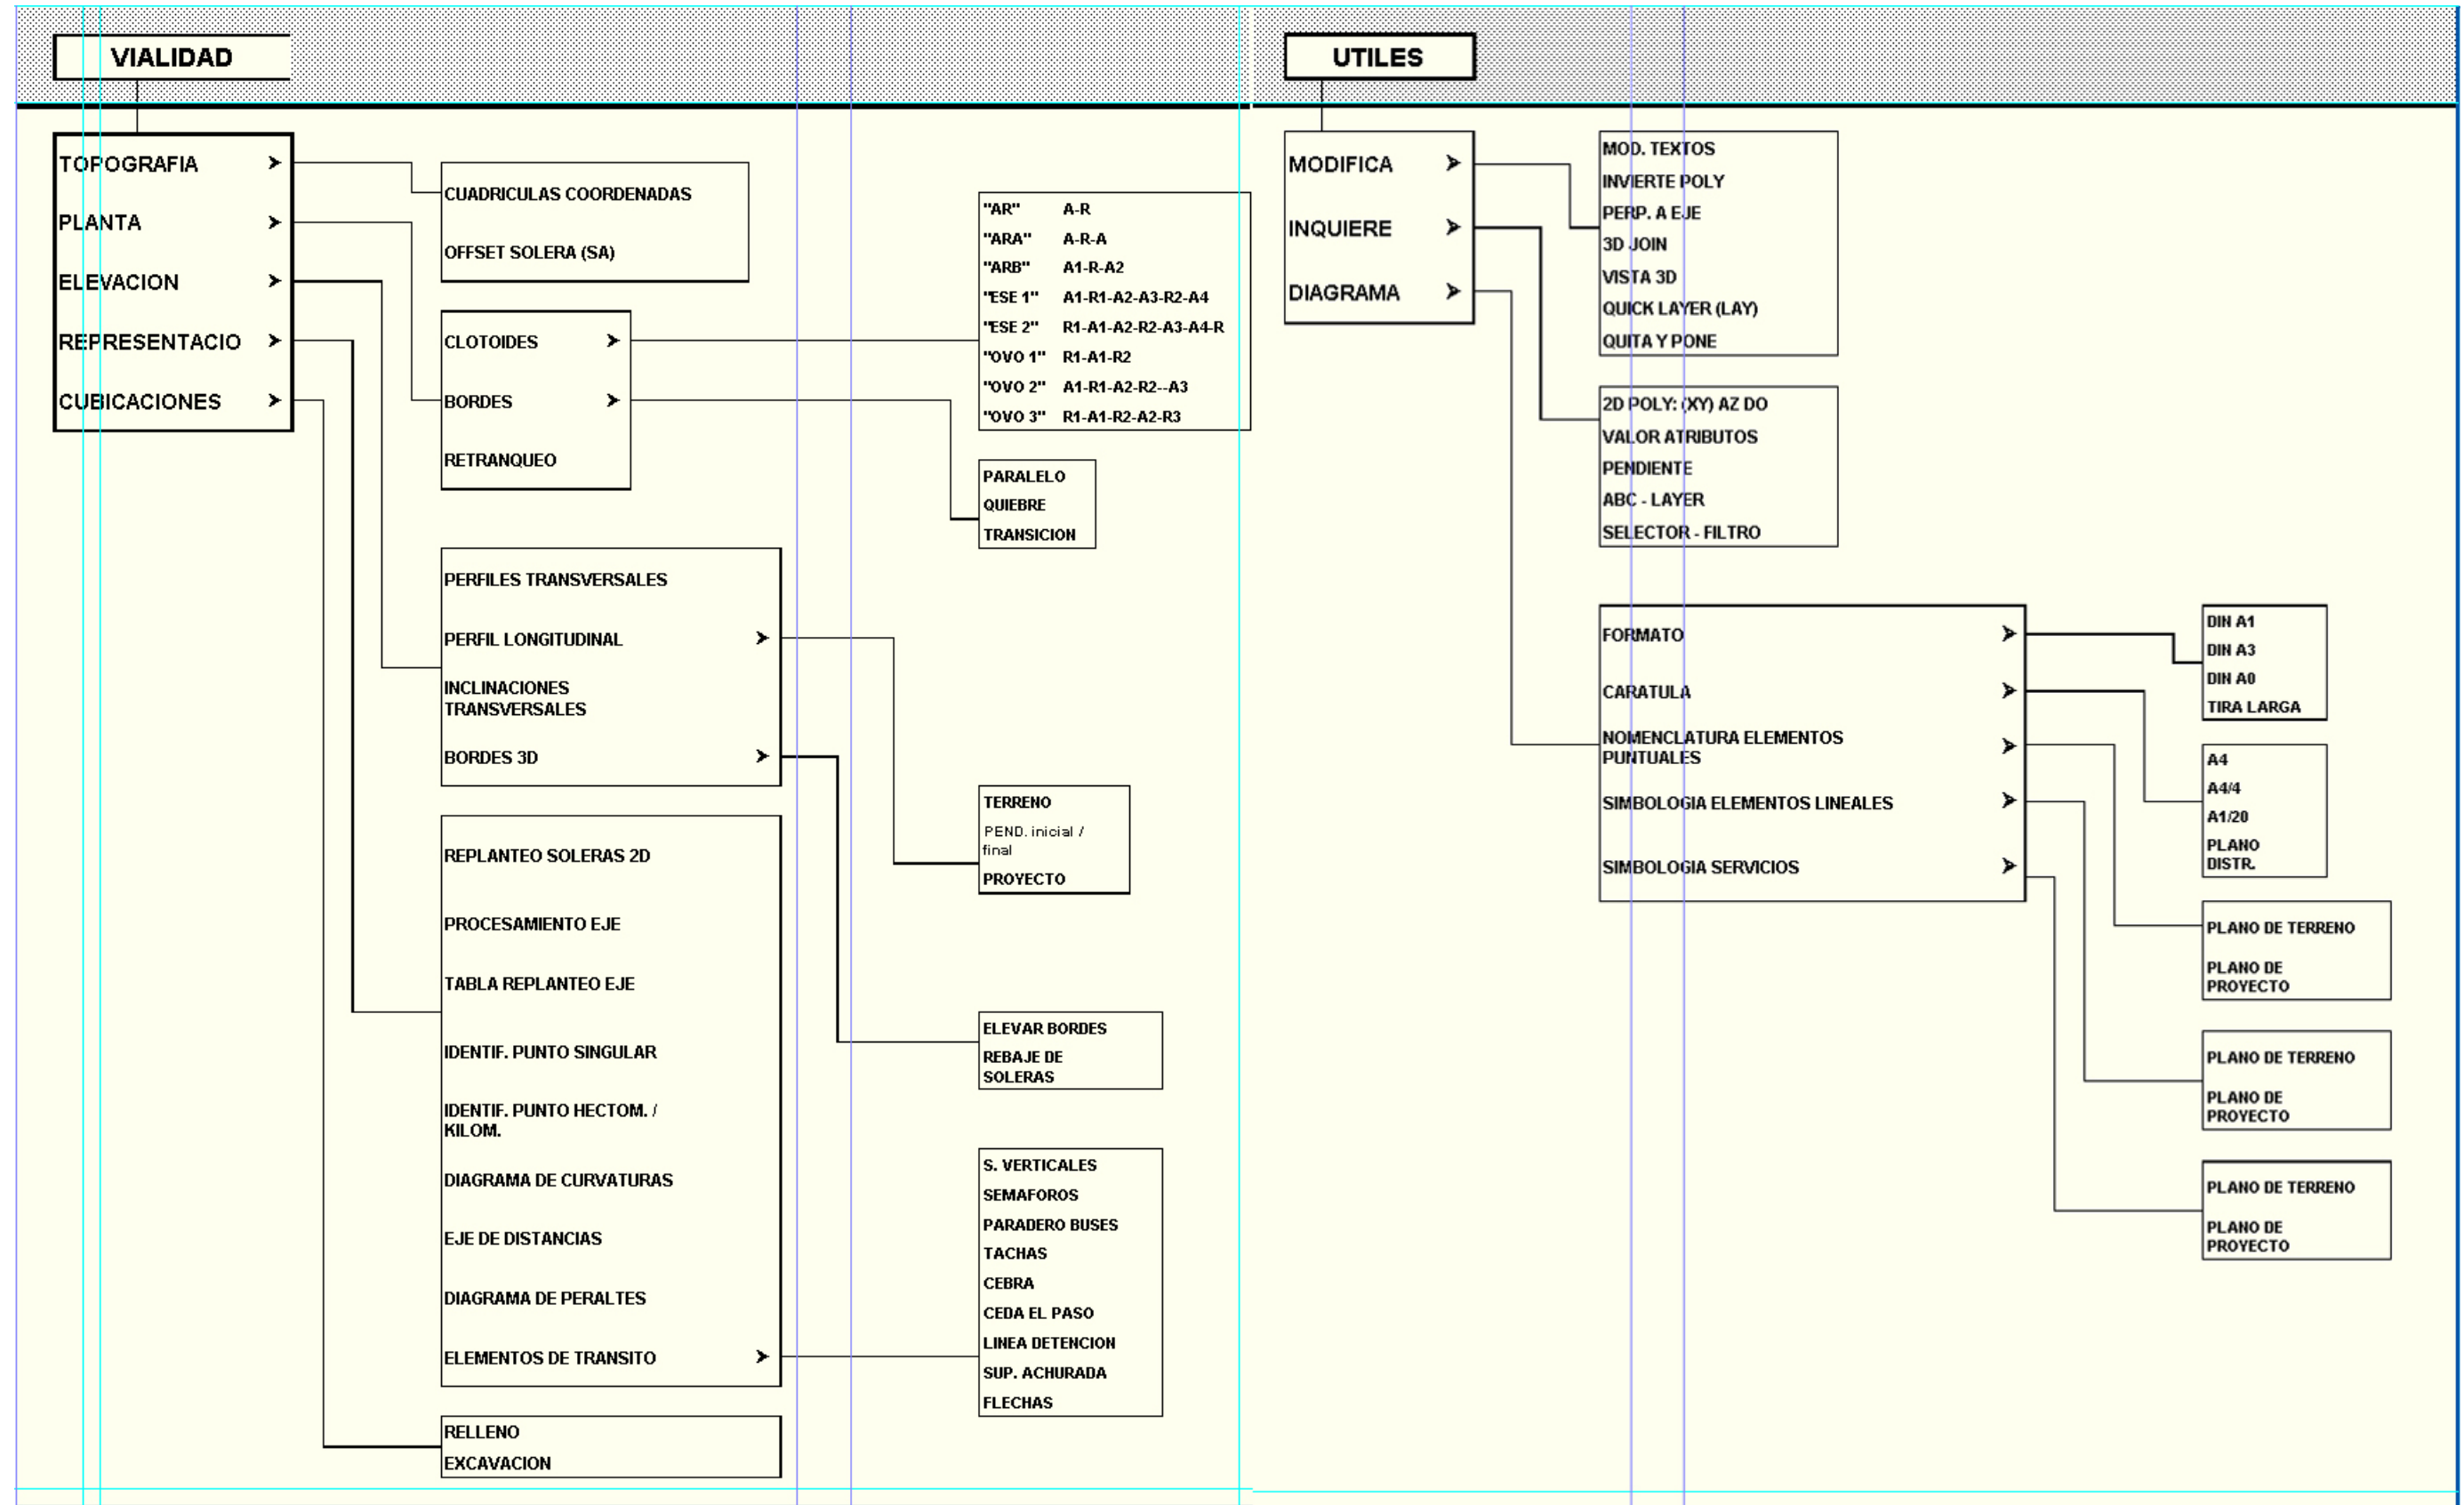 VIALIDAD
TOPOGRAFIA
PLANTA
ELEVACION
REPRESENTACIO
CUBICACIONES
CUADRICULAS COORDENADAS
OFFSET SOLERA (SA)
CLOTOIDES
BORDES
RETRANQUEO
"AR" A-R
"ARA" A-R-A
"ARB" A1-R-A2
"ESE 1" A1-R1-A2-A3-R2-A4
"ESE 2" R1-A1-A2-R2-A3-A4-R
"OVO 1" R1-A1-R2
"OVO 2" A1-R1-A2-R2--A3
"OVO 3" R1-A1-R2-A2-R3
PARALELO
QUIEBRE
TRANSICION
PERFILES TRANSVERSALES
PERFIL LONGITUDINAL
INCLINACIONES
TRANSVERSALES
BORDES 3D
TERRENO
PEND. inicial /
final
PROYECTO
REPLANTEO SOLERAS 2D
PROCESAMIENTO EJE
TABLA REPLANTEO EJE
IDENTIF. PUNTO SINGULAR
IDENTIF. PUNTO HECTOM. /
KILOM.
DIAGRAMA DE CURVATURAS
EJE DE DISTANCIAS
DIAGRAMA DE PERALTES
ELEMENTOS DE TRANSITO
ELEVAR BORDES
REBAJE DE
SOLERAS
S. VERTICALES
SEMAFOROS
PARADERO BUSES
TACHAS
CEBRA
CEDA EL PASO
LINEA DETENCION
SUP. ACHURADA
FLECHAS
RELLENO
EXCAVACION
UTILES
MODIFICA
INQUIERE
DIAGRAMA
MOD. TEXTOS
INVIERTE POLY
PERP. A EJE
3D JOIN
VISTA 3D
QUICK LAYER (LAY)
QUITA Y PONE
2D POLY: (XY) AZ DO
VALOR ATRIBUTOS
PENDIENTE
ABC - LAYER
SELECTOR - FILTRO
FORMATO
CARATULA
NOMENCLATURA ELEMENTOS
PUNTUALES
SIMBOLOGIA ELEMENTOS LINEALES
SIMBOLOGIA SERVICIOS
DIN A1
DIN A3
DIN A0
TIRA LARGA
A4
A4/4
A1/20
PLANO
DISTR.
PLANO DE TERRENO
PLANO DE
PROYECTO
PLANO DE TERRENO
PLANO DE
PROYECTO
PLANO DE TERRENO
PLANO DE
PROYECTO